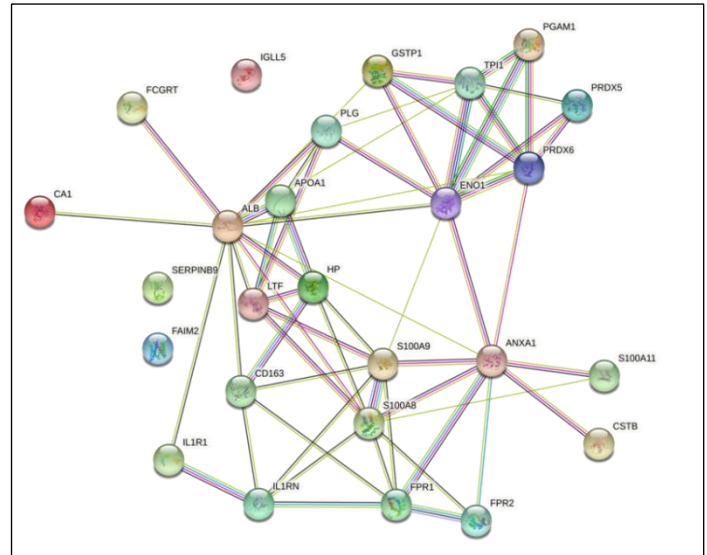 PGAM1
IGLL5
GSTP1
TPI1
FCGRT
PRDX5
PLG
PRDX6
APOA1
ENO1
CA1
ALB
SERPINB9
LTF
HP
FAIM2
S100A9
ANXA1
S100A11
CD163
S100A8
CSTB
IL1R1
IL1RN
FPR1
FPR2